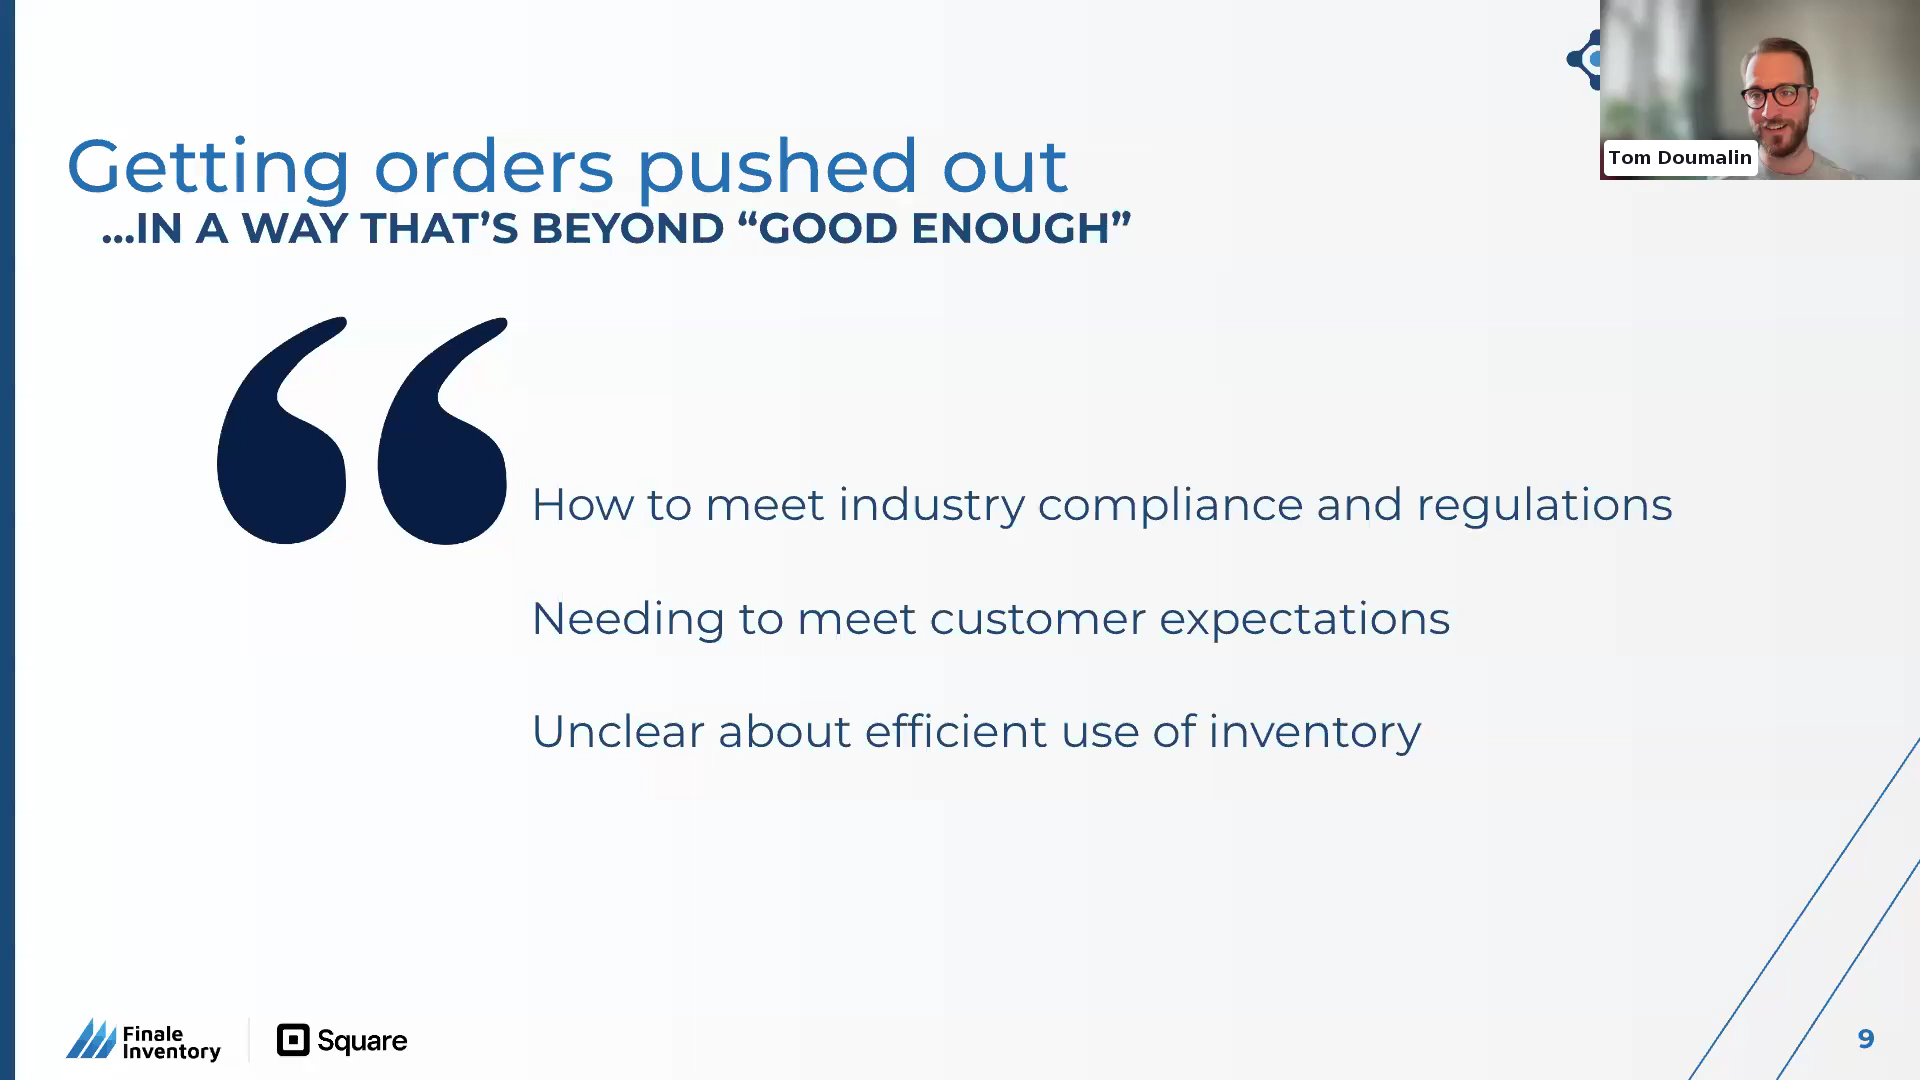 Getting orders pushed out
...IN A WAY THAT’S BEYOND “GOOD ENOUGH”
Tom Doumalin
“
How to meet industry compliance and regulations
Needing to meet customer expectations
Unclear about efficient use of inventory
Finale
Inventory
Square
9